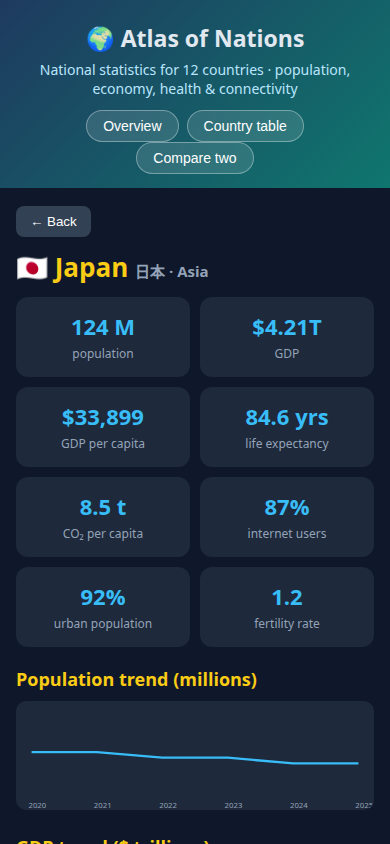 🌍 Atlas of Nations
National statistics for 12 countries · population,
economy, health & connectivity
Overview
Country table
Compare two
← Back
🇯🇵 Japan 日本 · Asia
124 M
population
$4.21T
GDP
$33,899
GDP per capita
84.6 yrs
life expectancy
8.5 t
CO₂ per capita
87%
internet users
92%
urban population
1.2
fertility rate
Population trend (millions)
2020 2021 2022 2023 2024